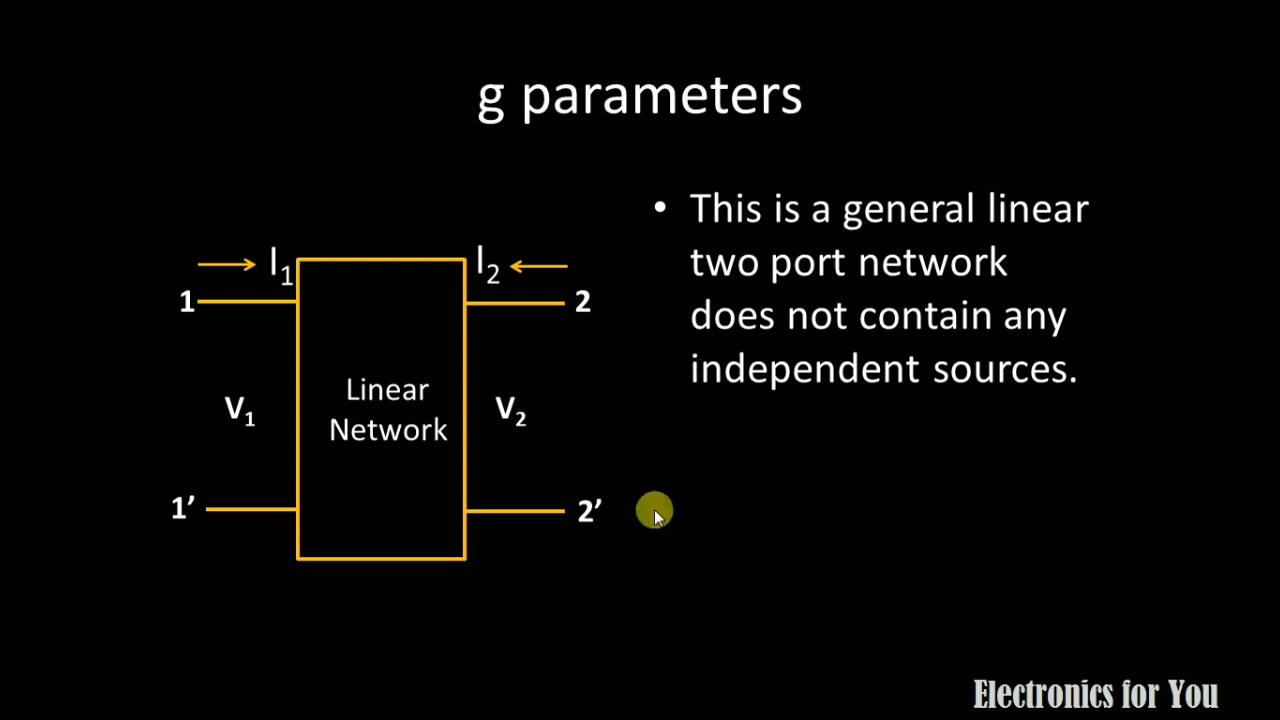 g parameters
I₁
I₂
1
2
V₁
Linear
Network
V₂
1’
2’
• This is a general linear
two port network
does not contain any
independent sources.
Electronics for You